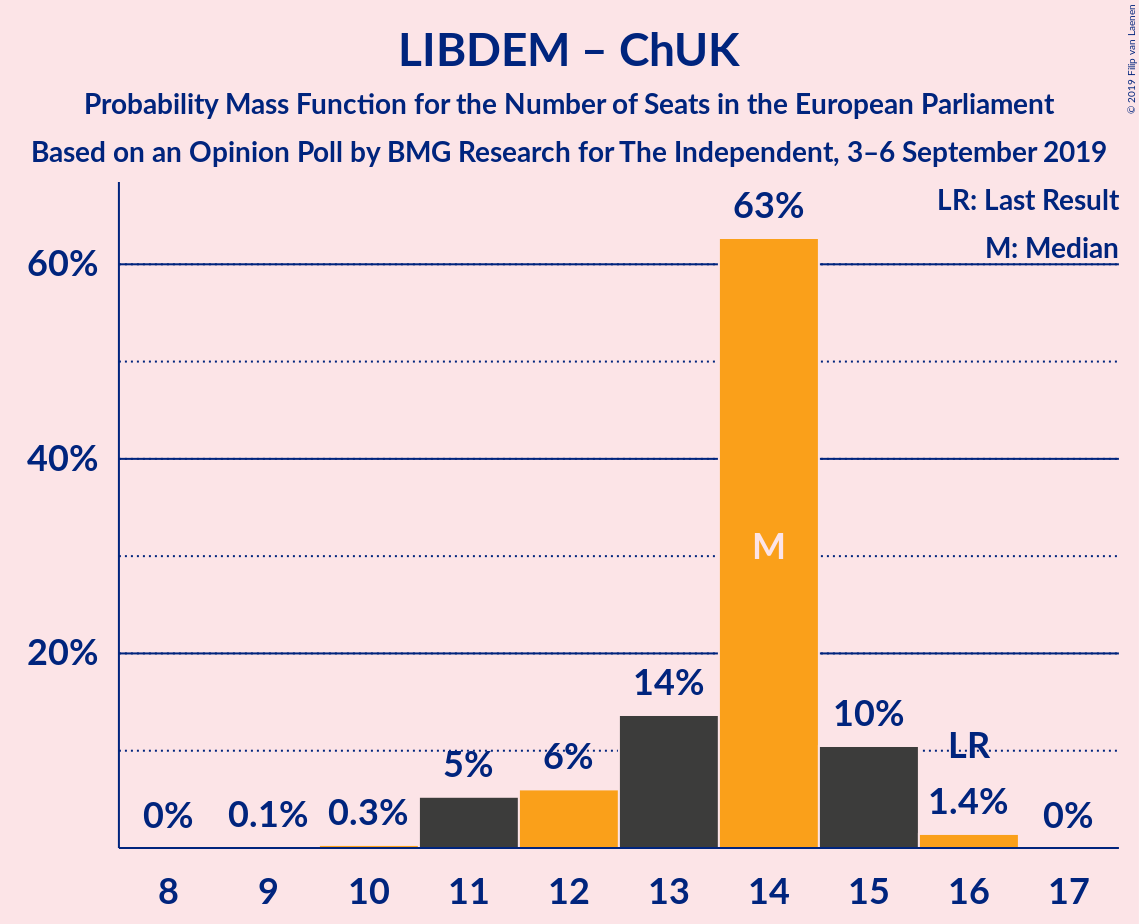 LIBDEM – ChUK
Probability Mass Function for the Number of Seats in the European Parliament
Based on an Opinion Poll by BMG Research for The Independent, 3–6 September 2019
© 2019 Filip van Laenen
LR: Last Result
M: Median
60%
40%
20%
0%
0.1%
0.3%
5%
6%
14%
63%
M
10%
LR
1.4%
0%
8 9 10 11 12 13 14 15 16 17